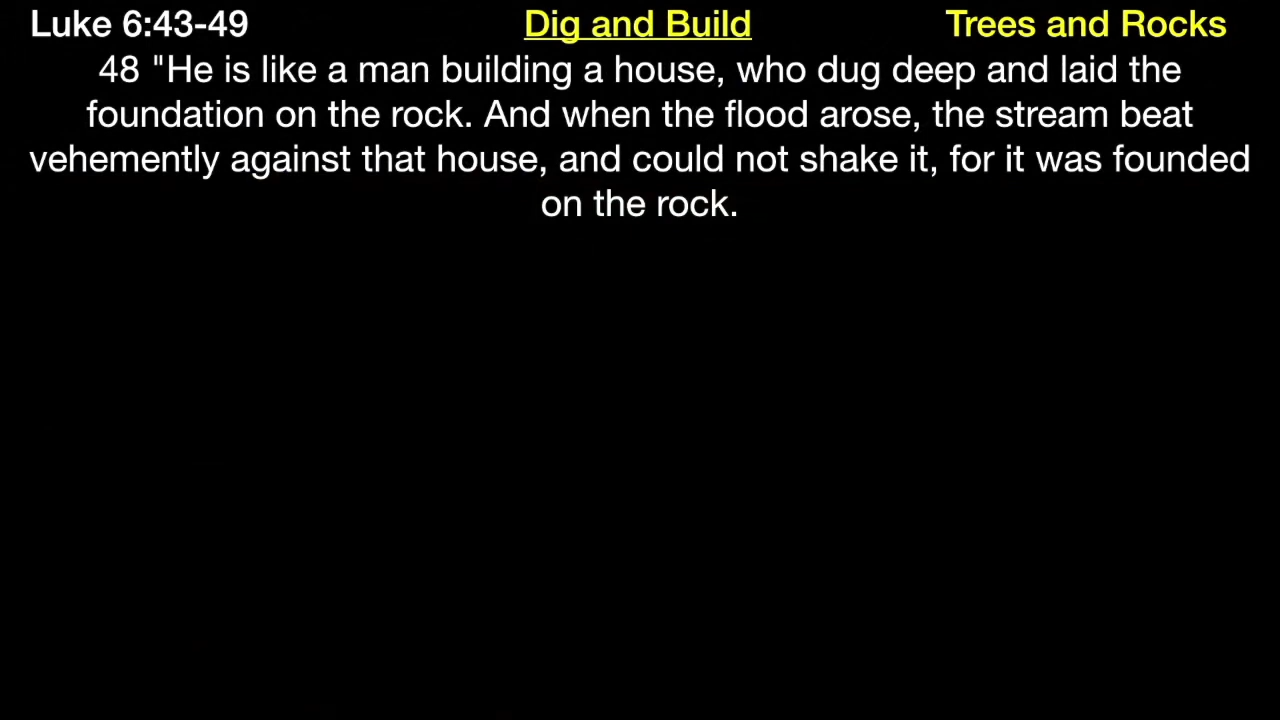 Luke 6:43-49
Dig and Build
Trees and Rocks
48 "He is like a man building a house, who dug deep and laid the
foundation on the rock. And when the flood arose, the stream beat
vehemently against that house, and could not shake it, for it was founded
on the rock.